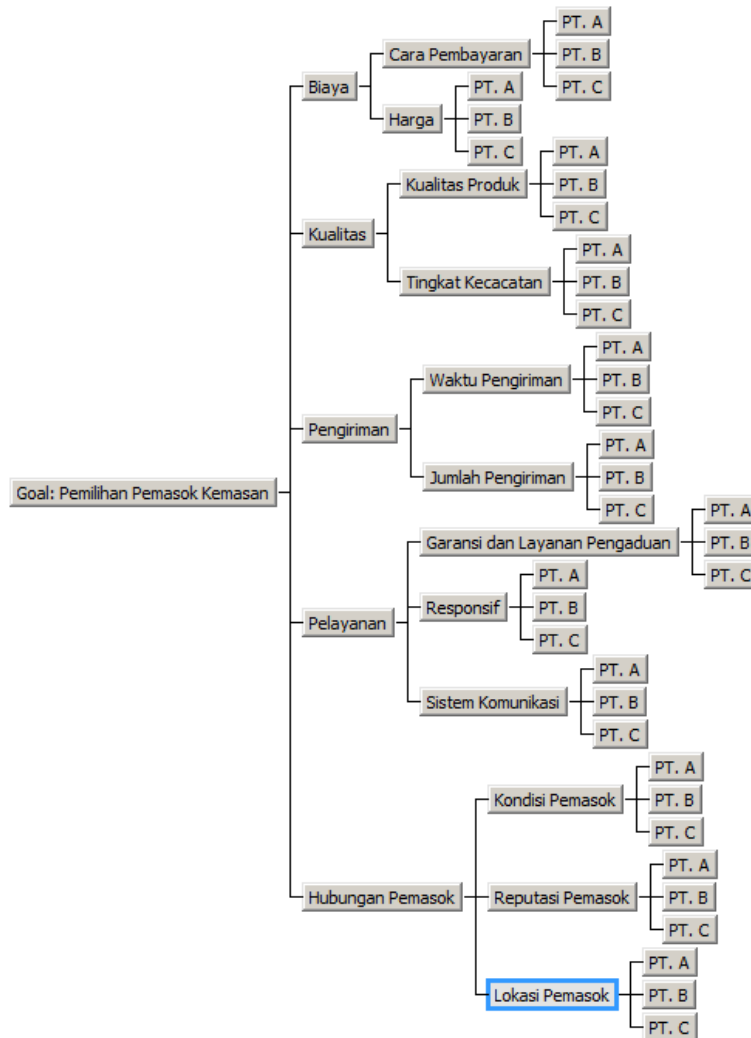 Goal: Pemilihan Pemasok Kemasan
Biaya
Cara Pembayaran
PT. A
PT. B
PT. C
Harga
PT. A
PT. B
PT. C
Kualitas
Kualitas Produk
PT. A
PT. B
PT. C
Tingkat Kecacatan
PT. A
PT. B
PT. C
Pengiriman
Waktu Pengiriman
PT. A
PT. B
PT. C
Jumlah Pengiriman
PT. A
PT. B
PT. C
Pelayanan
Garansi dan Layanan Pengaduan
PT. A
PT. B
PT. C
Responsif
PT. A
PT. B
PT. C
Sistem Komunikasi
PT. A
PT. B
PT. C
Hubungan Pemasok
Kondisi Pemasok
PT. A
PT. B
PT. C
Reputasi Pemasok
PT. A
PT. B
PT. C
Lokasi Pemasok
PT. A
PT. B
PT. C